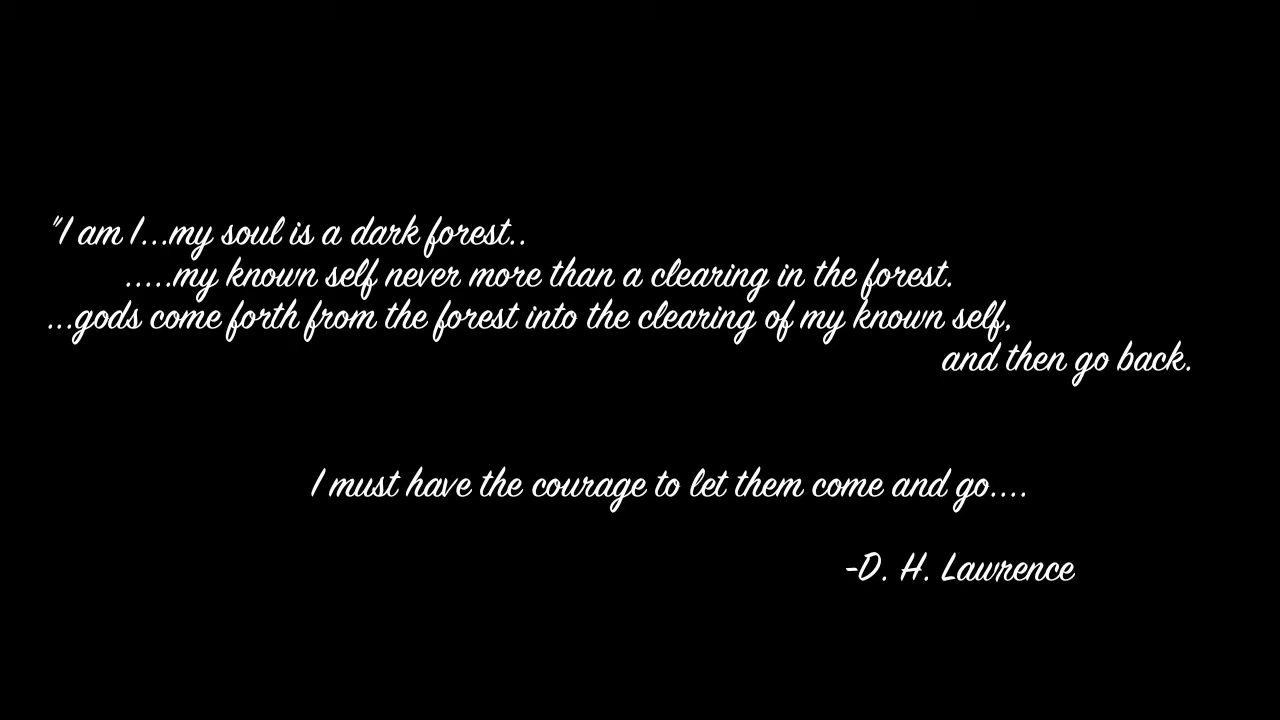 "I am I...my soul is a dark forest..
.....my known self never more than a clearing in the forest.
...gods come forth from the forest into the clearing of my known self,
and then go back.
I must have the courage to let them come and go....
-D. H. Lawrence